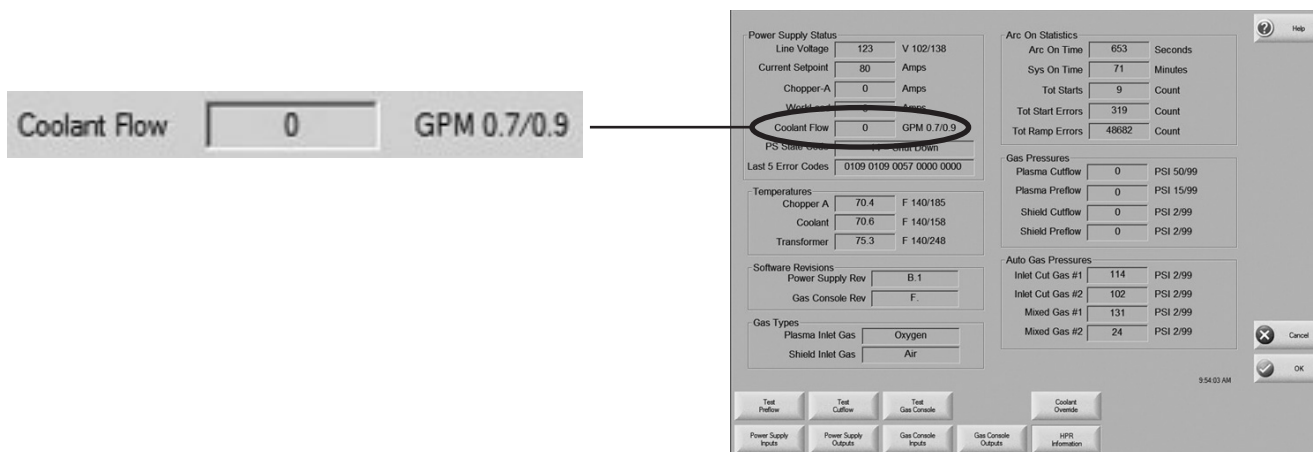 Coolant Flow 0 GPM 0.7/0.9
Power Supply Status
Line Voltage 123 V 102/138
Current Setpoint 80 Amps
Chopper-A 0 Amps
Amps
Coolant Flow 0 GPM 0.7/0.9
PS State Shut Down
Last 5 Error Codes 0109 0109 0057 0000 0000
Temperatures
Chopper A 70.4 F 140/185
Coolant 70.6 F 140/158
Transformer 75.3 F 140/248
Software Revisions
Power Supply Rev B.1
Gas Console Rev F.
Gas Types
Plasma Inlet Gas Oxygen
Shield Inlet Gas Air
Arc On Statistics
Arc On Time 653 Seconds
Sys On Time 71 Minutes
Tot Starts 9 Count
Tot Start Errors 319 Count
Tot Ramp Errors 48682 Count
Gas Pressures
Plasma Cutflow 0 PSI 50/99
Plasma Preflow 0 PSI 15/99
Shield Cutflow 0 PSI 2/99
Shield Preflow 0 PSI 2/99
Auto Gas Pressures
Inlet Cut Gas #1 114 PSI 2/99
Inlet Cut Gas #2 102 PSI 2/99
Mixed Gas #1 131 PSI 2/99
Mixed Gas #2 24 PSI 2/99
Help
Cancel
OK
9:54:03 AM
Test
Preflow
Test
Cutflow
Test
Gas Console
Coolant
Override
Power Supply
Inputs
Power Supply
Outputs
Gas Console
Inputs
Gas Console
Outputs
HPR
Information